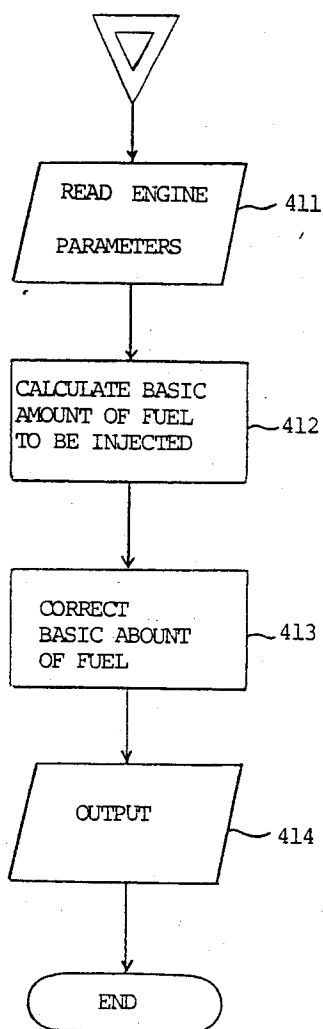 READ ENGINE
PARAMETERS
411
CALCULATE BASIC
AMOUNT OF FUEL
TO BE INJECTED
412
CORRECT
BASIC ABOUNT
OF FUEL
413
OUTPUT
414
END